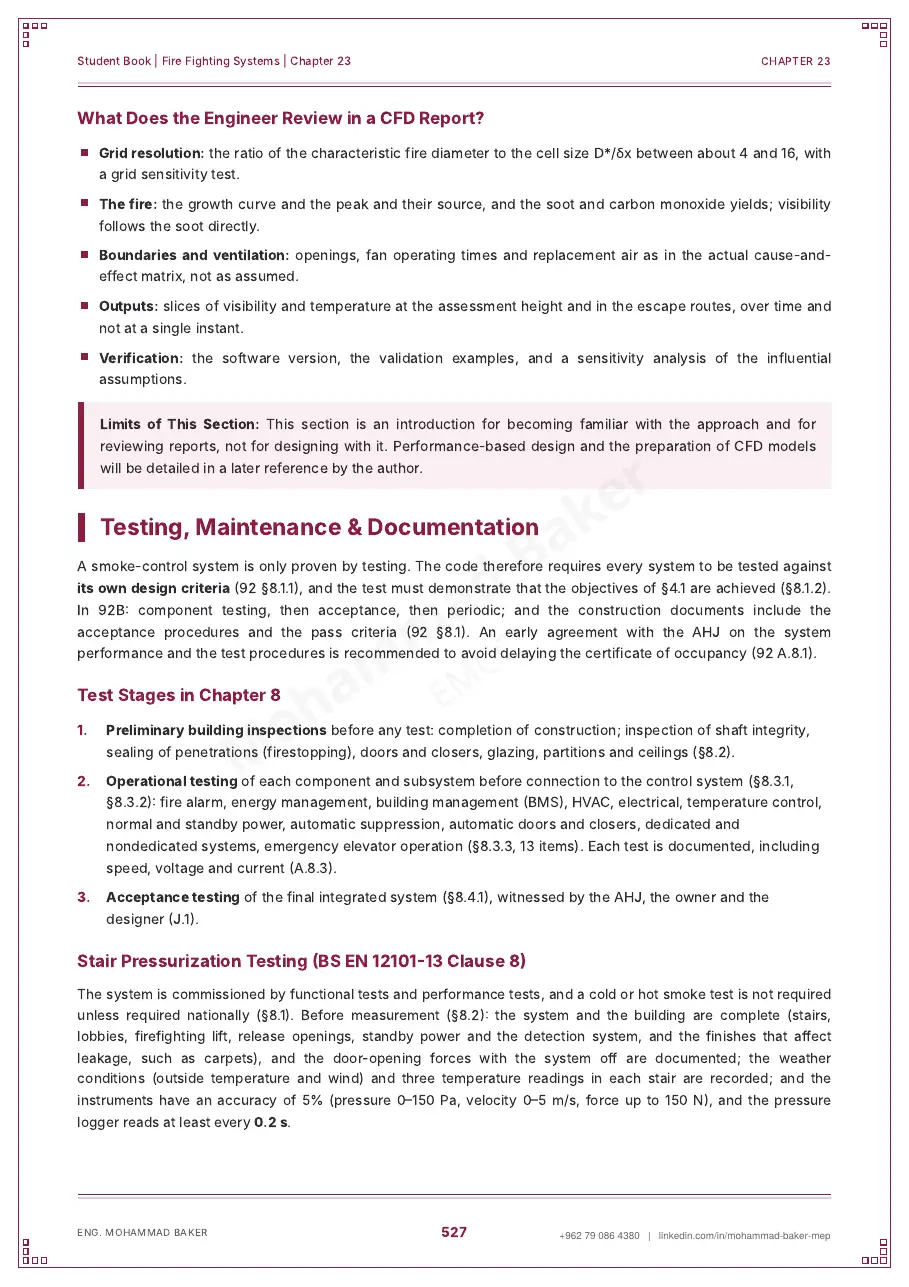 Student Book | Fire Fighting Systems | Chapter 23
CHAPTER 23
What Does the Engineer Review in a CFD Report?
Grid resolution: the ratio of the characteristic fire diameter to the cell size D*/δx between about 4 and 16, with
a grid sensitivity test.
The fire: the growth curve and the peak and their source, and the soot and carbon monoxide yields; visibility
follows the soot directly.
Boundaries and ventilation: openings, fan operating times and replacement air as in the actual cause-and-
effect matrix, not as assumed.
Outputs: slices of visibility and temperature at the assessment height and in the escape routes, over time and
not at a single instant.
Verification: the software version, the validation examples, and a sensitivity analysis of the influential
assumptions.
Limits of This Section: This section is an introduction for becoming familiar with the approach and for
reviewing reports, not for designing with it. Performance-based design and the preparation of CFD models
will be detailed in a later reference by the author.
Testing, Maintenance & Documentation
A smoke-control system is only proven by testing. The code therefore requires every system to be tested against
its own design criteria (92 §8.1.1), and the test must demonstrate that the objectives of §4.1 are achieved (§8.1.2).
In 92B: component testing, then acceptance, then periodic; and the construction documents include the
acceptance procedures and the pass criteria (92 §8.1). An early agreement with the AHJ on the system
performance and the test procedures is recommended to avoid delaying the certificate of occupancy (92 A.8.1).
Test Stages in Chapter 8
1. Preliminary building inspections before any test: completion of construction; inspection of shaft integrity,
sealing of penetrations (firestopping), doors and closers, glazing, partitions and ceilings (§8.2).
2. Operational testing of each component and subsystem before connection to the control system (§8.3.1,
§8.3.2): fire alarm, energy management, building management (BMS), HVAC, electrical, temperature control,
normal and standby power, automatic suppression, automatic doors and closers, dedicated and
nondedicated systems, emergency elevator operation (§8.3.3, 13 items). Each test is documented, including
speed, voltage and current (A.8.3).
3. Acceptance testing of the final integrated system (§8.4.1), witnessed by the AHJ, the owner and the
designer (J.1).
Stair Pressurization Testing (BS EN 12101-13 Clause 8)
The system is commissioned by functional tests and performance tests, and a cold or hot smoke test is not required
unless required nationally (§8.1). Before measurement (§8.2): the system and the building are complete (stairs,
lobbies, firefighting lift, release openings, standby power and the detection system, and the finishes that affect
leakage, such as carpets), and the door-opening forces with the system off are documented; the weather
conditions (outside temperature and wind) and three temperature readings in each stair are recorded; and the
instruments have an accuracy of 5% (pressure 0–150 Pa, velocity 0–5 m/s, force up to 150 N), and the pressure
logger reads at least every 0.2 s.
ENG. MOHAMMAD BAKER
527
+962 79 086 4380 | linkedin.com/in/mohammad-baker-mep